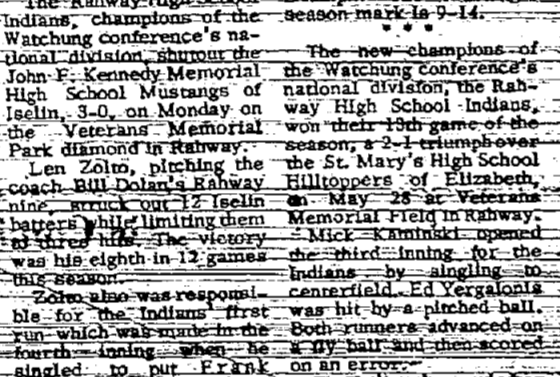 The Rahway High School
Indians, champions of the
Watchung conference's na-
tional division, shutout the
John F. Kennedy Memorial
High School Mustangs of
Iselin, 3-0, on Monday on
the Veterans Memorial
Park diamond in Rahway.
Len Zolto, pitching the
coach Bill Dolan's Rahway
nine, struck out 12 Iselin
batters while limiting them
to three hits. The victory
was his eighth in 12 games
this season.
Zolto also was responsi-
ble for the Indians' first
run which was made in the
fourth inning when he
singled to put Frank
season mark is 9-14.
* * *
The new champions of
the Watchung conference's
national division, the Rah-
way High School Indians,
won their 13th game of the
season, a 2-1 triumph over
the St. Mary's High School
Hilltoppers of Elizabeth,
on May 28 at Veterans
Memorial Field in Rahway.
Mick Kaminski opened
the third inning for the
Indians by singling to
centerfield. Ed Yergalonis
was hit by a pitched ball.
Both runners advanced on
a fly ball and then scored
on an error.